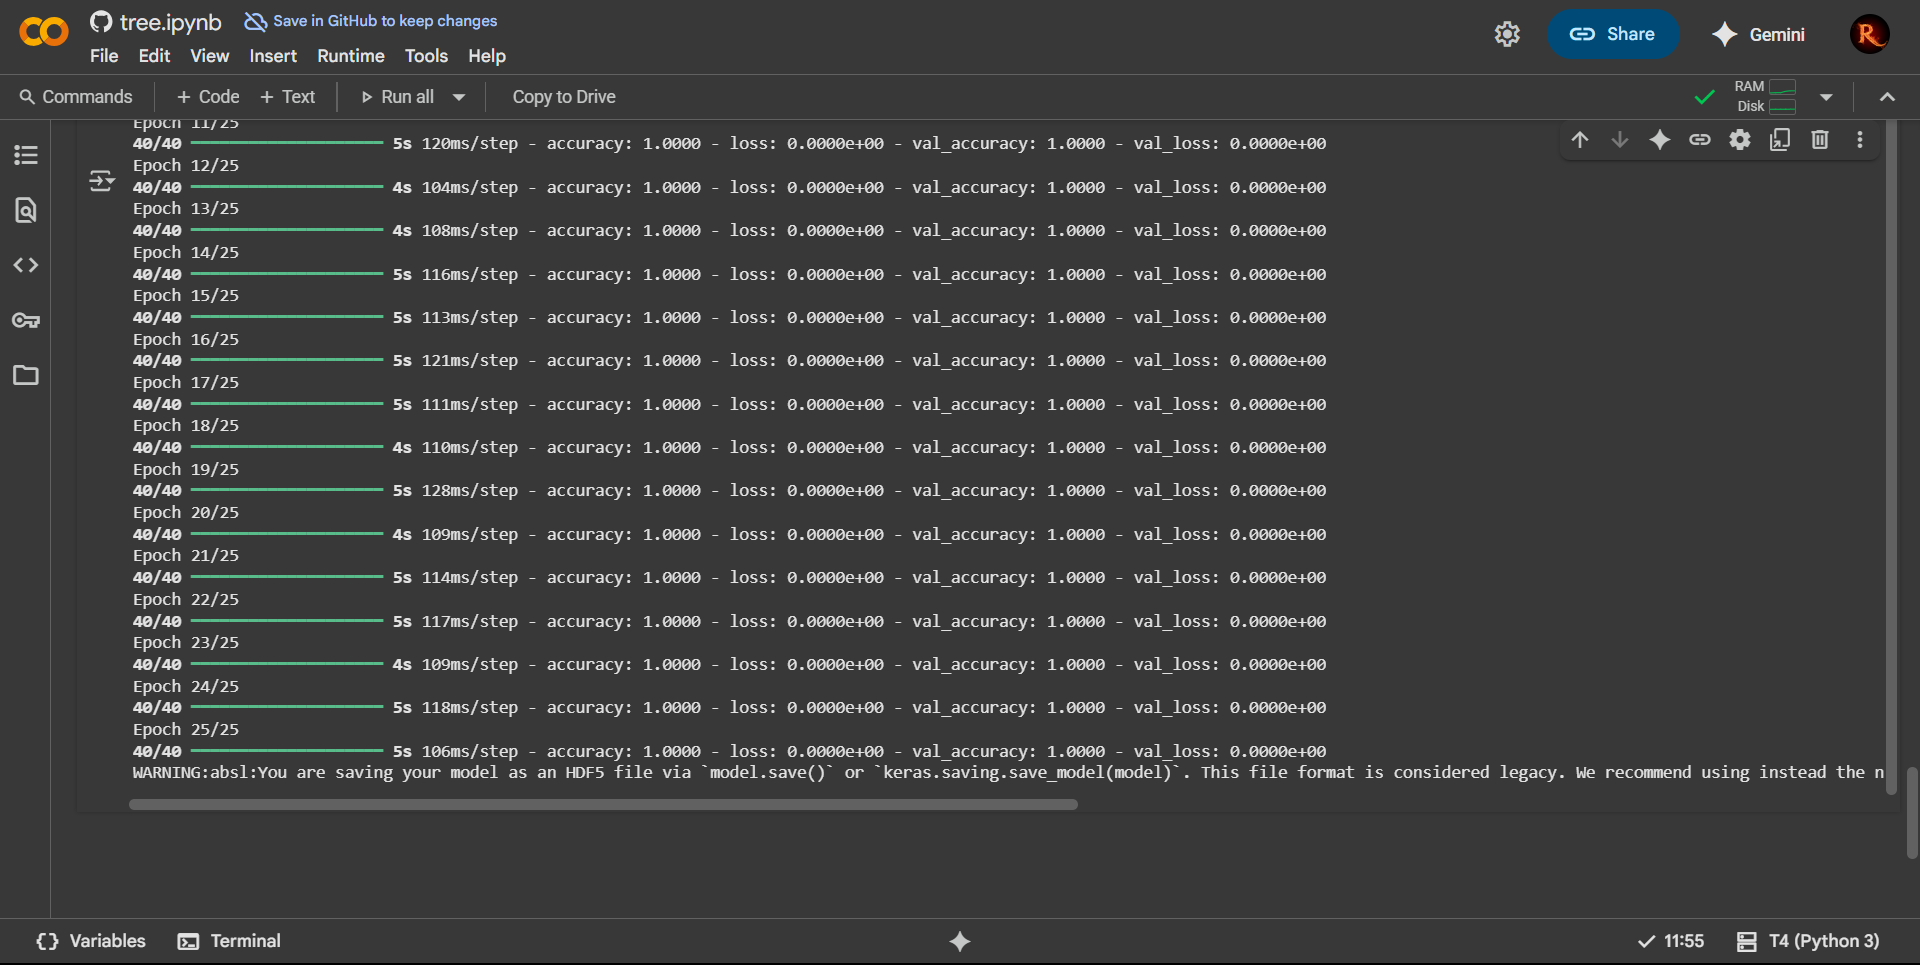 tree.ipynb Save in GitHub to keep changes
File Edit View Insert Runtime Tools Help
Share
Gemini
R
Commands + Code + Text Run all Copy to Drive
RAM
Disk
Epoch 11/25
40/40 5s 120ms/step - accuracy: 1.0000 - loss: 0.0000e+00 - val_accuracy: 1.0000 - val_loss: 0.0000e+00
Epoch 12/25
40/40 4s 104ms/step - accuracy: 1.0000 - loss: 0.0000e+00 - val_accuracy: 1.0000 - val_loss: 0.0000e+00
Epoch 13/25
40/40 4s 108ms/step - accuracy: 1.0000 - loss: 0.0000e+00 - val_accuracy: 1.0000 - val_loss: 0.0000e+00
Epoch 14/25
40/40 5s 116ms/step - accuracy: 1.0000 - loss: 0.0000e+00 - val_accuracy: 1.0000 - val_loss: 0.0000e+00
Epoch 15/25
40/40 5s 113ms/step - accuracy: 1.0000 - loss: 0.0000e+00 - val_accuracy: 1.0000 - val_loss: 0.0000e+00
Epoch 16/25
40/40 5s 121ms/step - accuracy: 1.0000 - loss: 0.0000e+00 - val_accuracy: 1.0000 - val_loss: 0.0000e+00
Epoch 17/25
40/40 5s 111ms/step - accuracy: 1.0000 - loss: 0.0000e+00 - val_accuracy: 1.0000 - val_loss: 0.0000e+00
Epoch 18/25
40/40 4s 110ms/step - accuracy: 1.0000 - loss: 0.0000e+00 - val_accuracy: 1.0000 - val_loss: 0.0000e+00
Epoch 19/25
40/40 5s 128ms/step - accuracy: 1.0000 - loss: 0.0000e+00 - val_accuracy: 1.0000 - val_loss: 0.0000e+00
Epoch 20/25
40/40 4s 109ms/step - accuracy: 1.0000 - loss: 0.0000e+00 - val_accuracy: 1.0000 - val_loss: 0.0000e+00
Epoch 21/25
40/40 5s 114ms/step - accuracy: 1.0000 - loss: 0.0000e+00 - val_accuracy: 1.0000 - val_loss: 0.0000e+00
Epoch 22/25
40/40 5s 117ms/step - accuracy: 1.0000 - loss: 0.0000e+00 - val_accuracy: 1.0000 - val_loss: 0.0000e+00
Epoch 23/25
40/40 4s 109ms/step - accuracy: 1.0000 - loss: 0.0000e+00 - val_accuracy: 1.0000 - val_loss: 0.0000e+00
Epoch 24/25
40/40 5s 118ms/step - accuracy: 1.0000 - loss: 0.0000e+00 - val_accuracy: 1.0000 - val_loss: 0.0000e+00
Epoch 25/25
40/40 5s 106ms/step - accuracy: 1.0000 - loss: 0.0000e+00 - val_accuracy: 1.0000 - val_loss: 0.0000e+00
WARNING:absl:You are saving your model as an HDF5 file via `model.save()` or `keras.saving.save_model(model)`. This file format is considered legacy. We recommend using instead the n
Variables Terminal 11:55 T4 (Python 3)